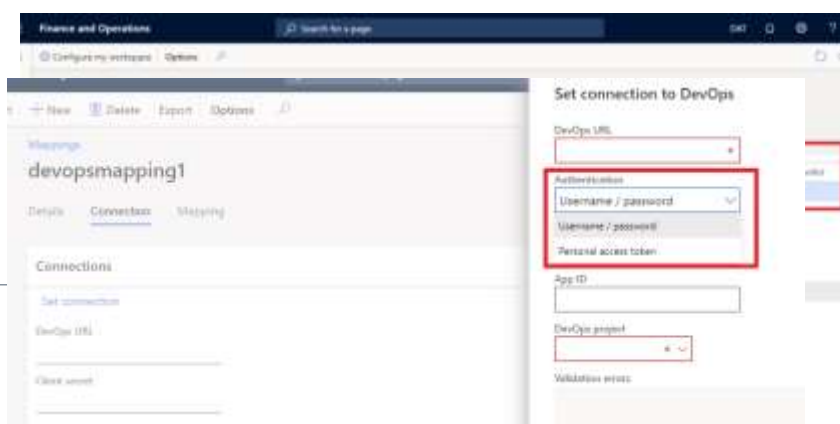 Finance and Operations
Search for a page
DAT
?
Configure my workspace Options
+ New Delete Export Options
Mappings
devopsmapping1
Details Connection Mapping
Connections
Set connection
DevOps URL
Client secret
Set connection to DevOps
DevOps URL
*
Authentication
Username / password
Username / password
Personal access token
App ID
DevOps project
*
Validation errors